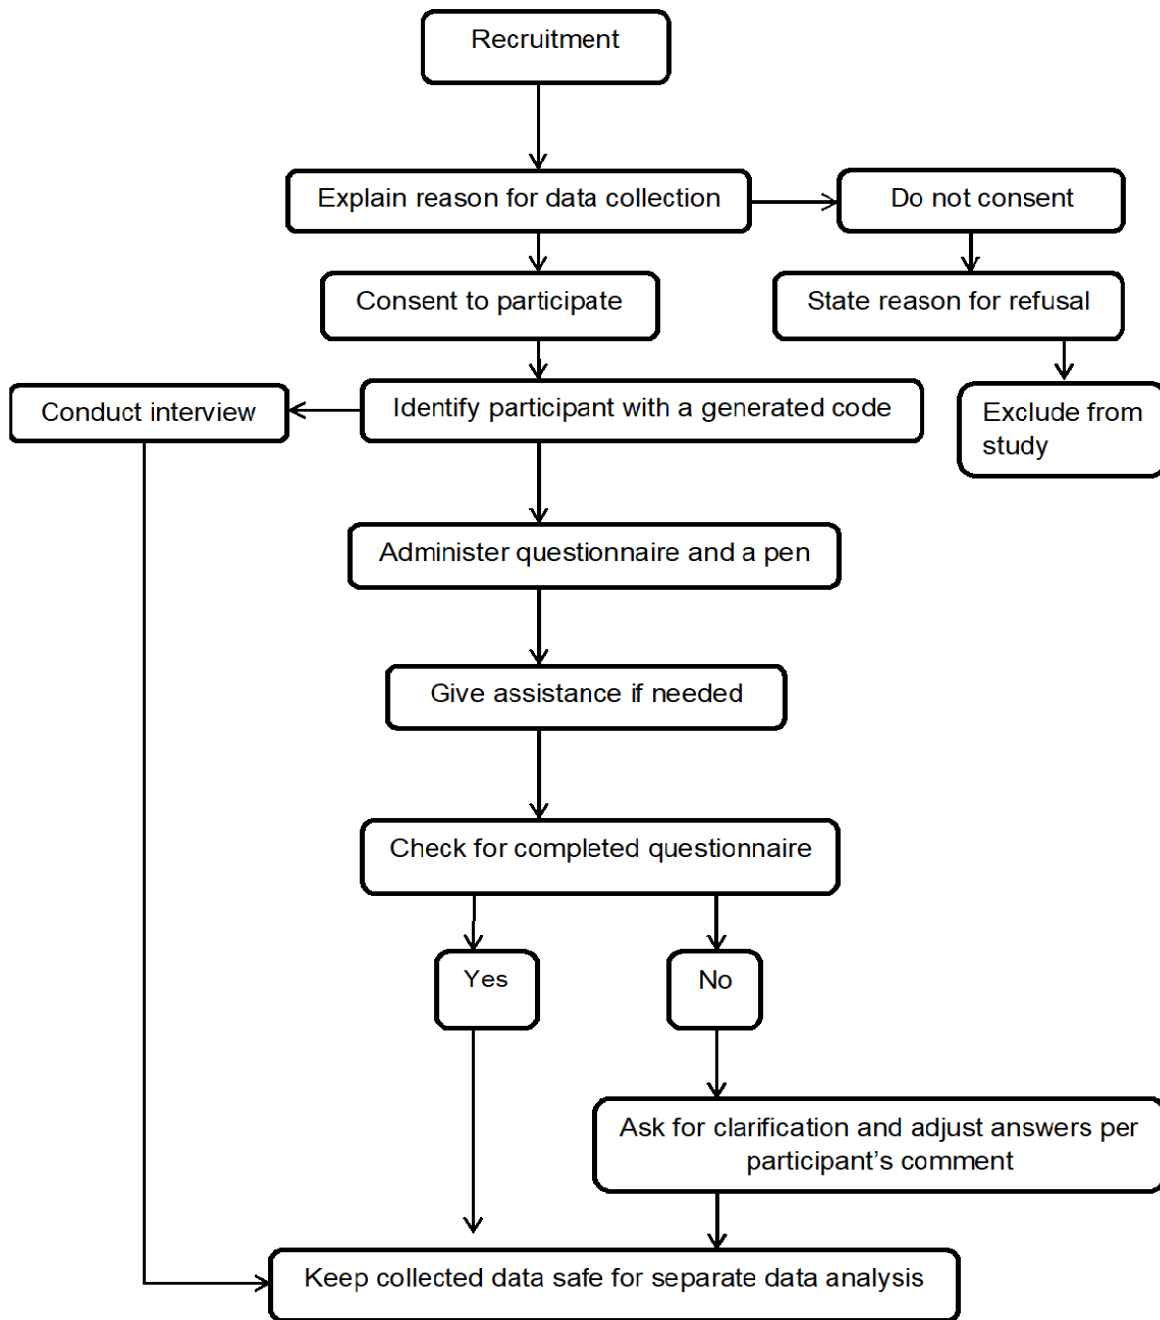 Recruitment
Explain reason for data collection
Do not consent
Consent to participate
State reason for refusal
Conduct interview
Identify participant with a generated code
Exclude from
study
Administer questionnaire and a pen
Give assistance if needed
Check for completed questionnaire
Yes
No
Ask for clarification and adjust answers per
participant’s comment
Keep collected data safe for separate data analysis